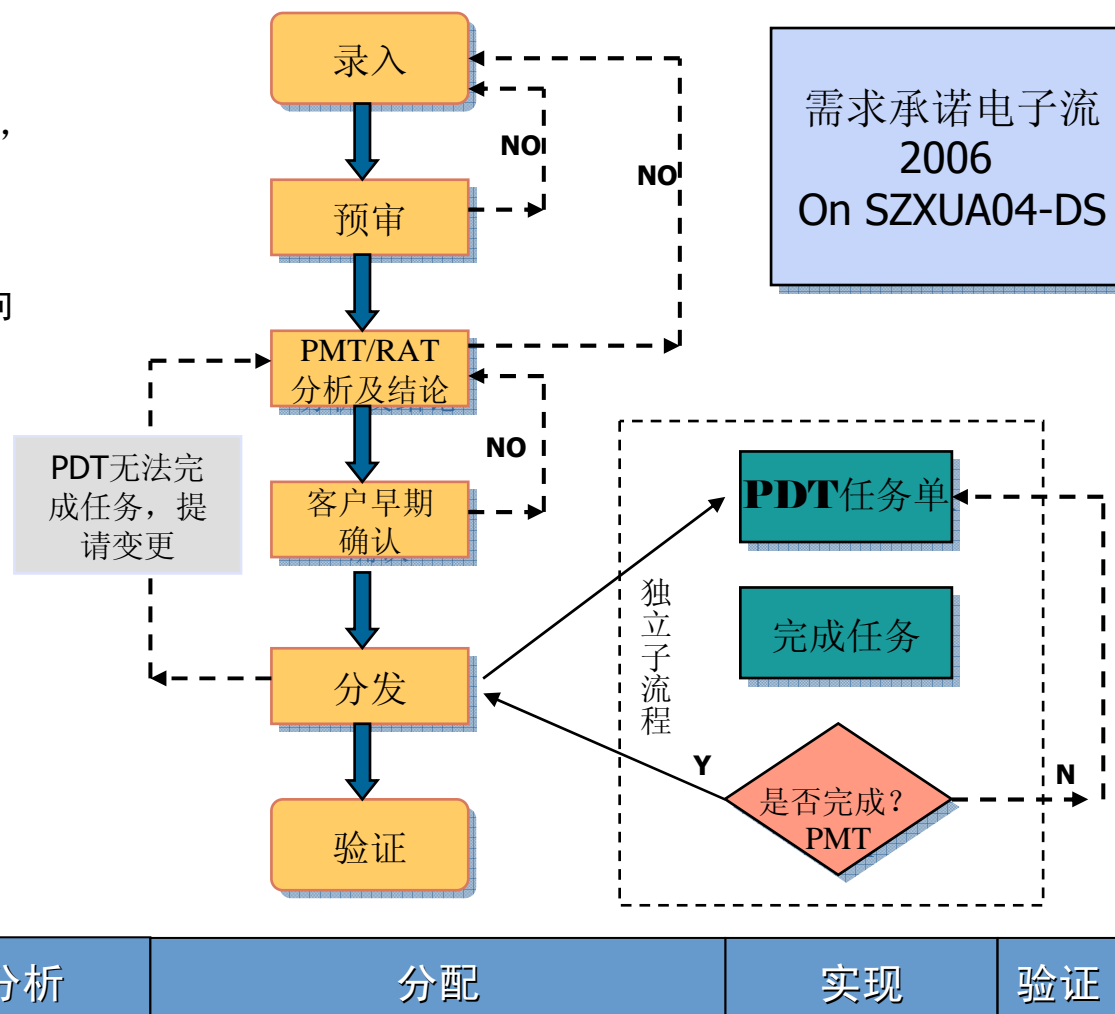 录入
，
NO
需求承诺电子流
2006
On SZXUA04-DS
NO
预审
问
PMT/RAT
分析及结论
NO
PDT无法完
成任务，提
请变更
客户早期
确认
PDT任务单
独立子流程
完成任务
分发
Y
N
是否完成？
PMT
验证
分析
分配
实现
验证